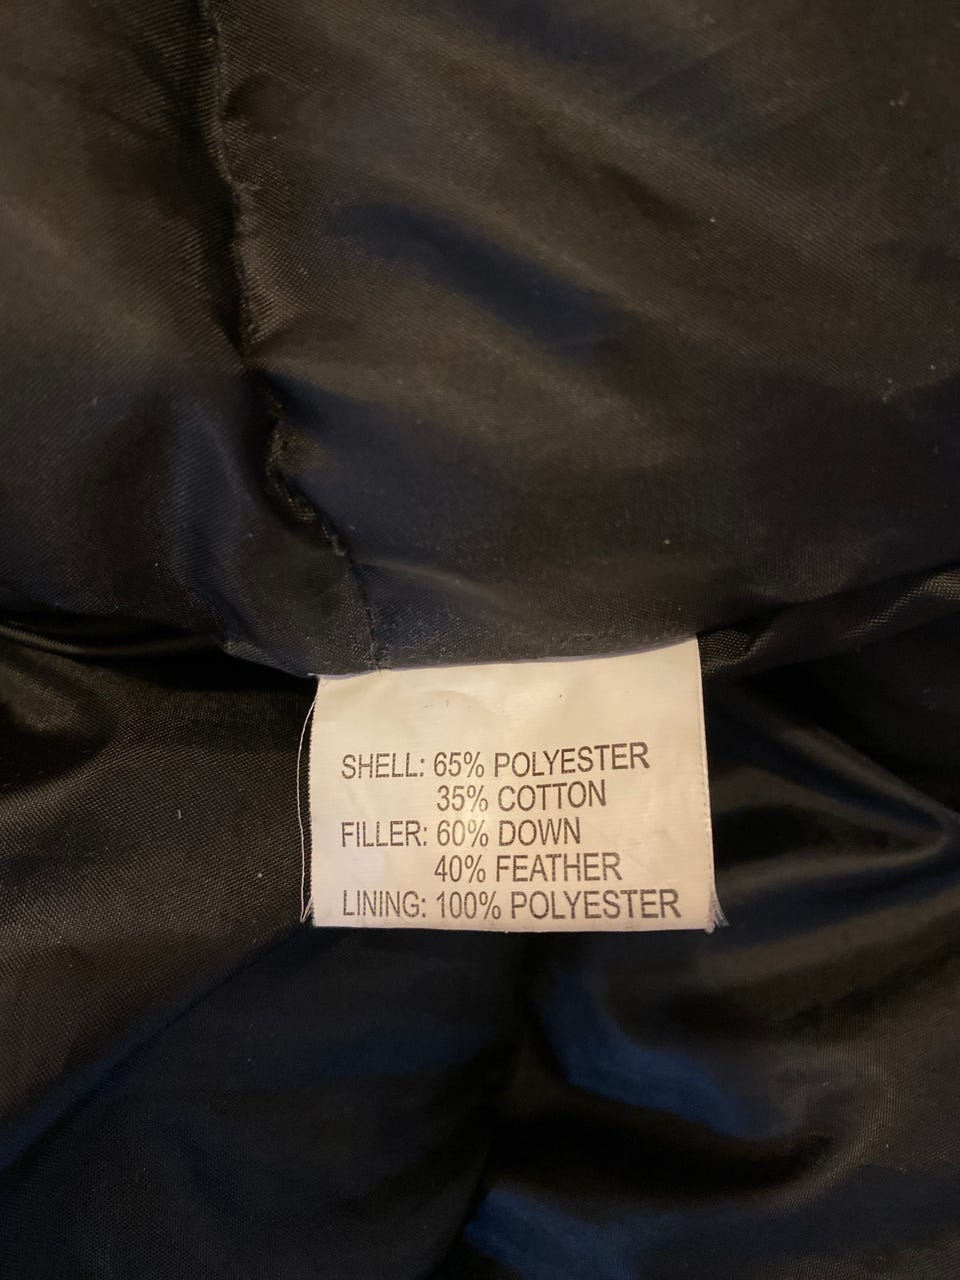 SHELL: 65% POLYESTER
35% COTTON
FILLER: 60% DOWN
40% FEATHER
LINING: 100% POLYESTER